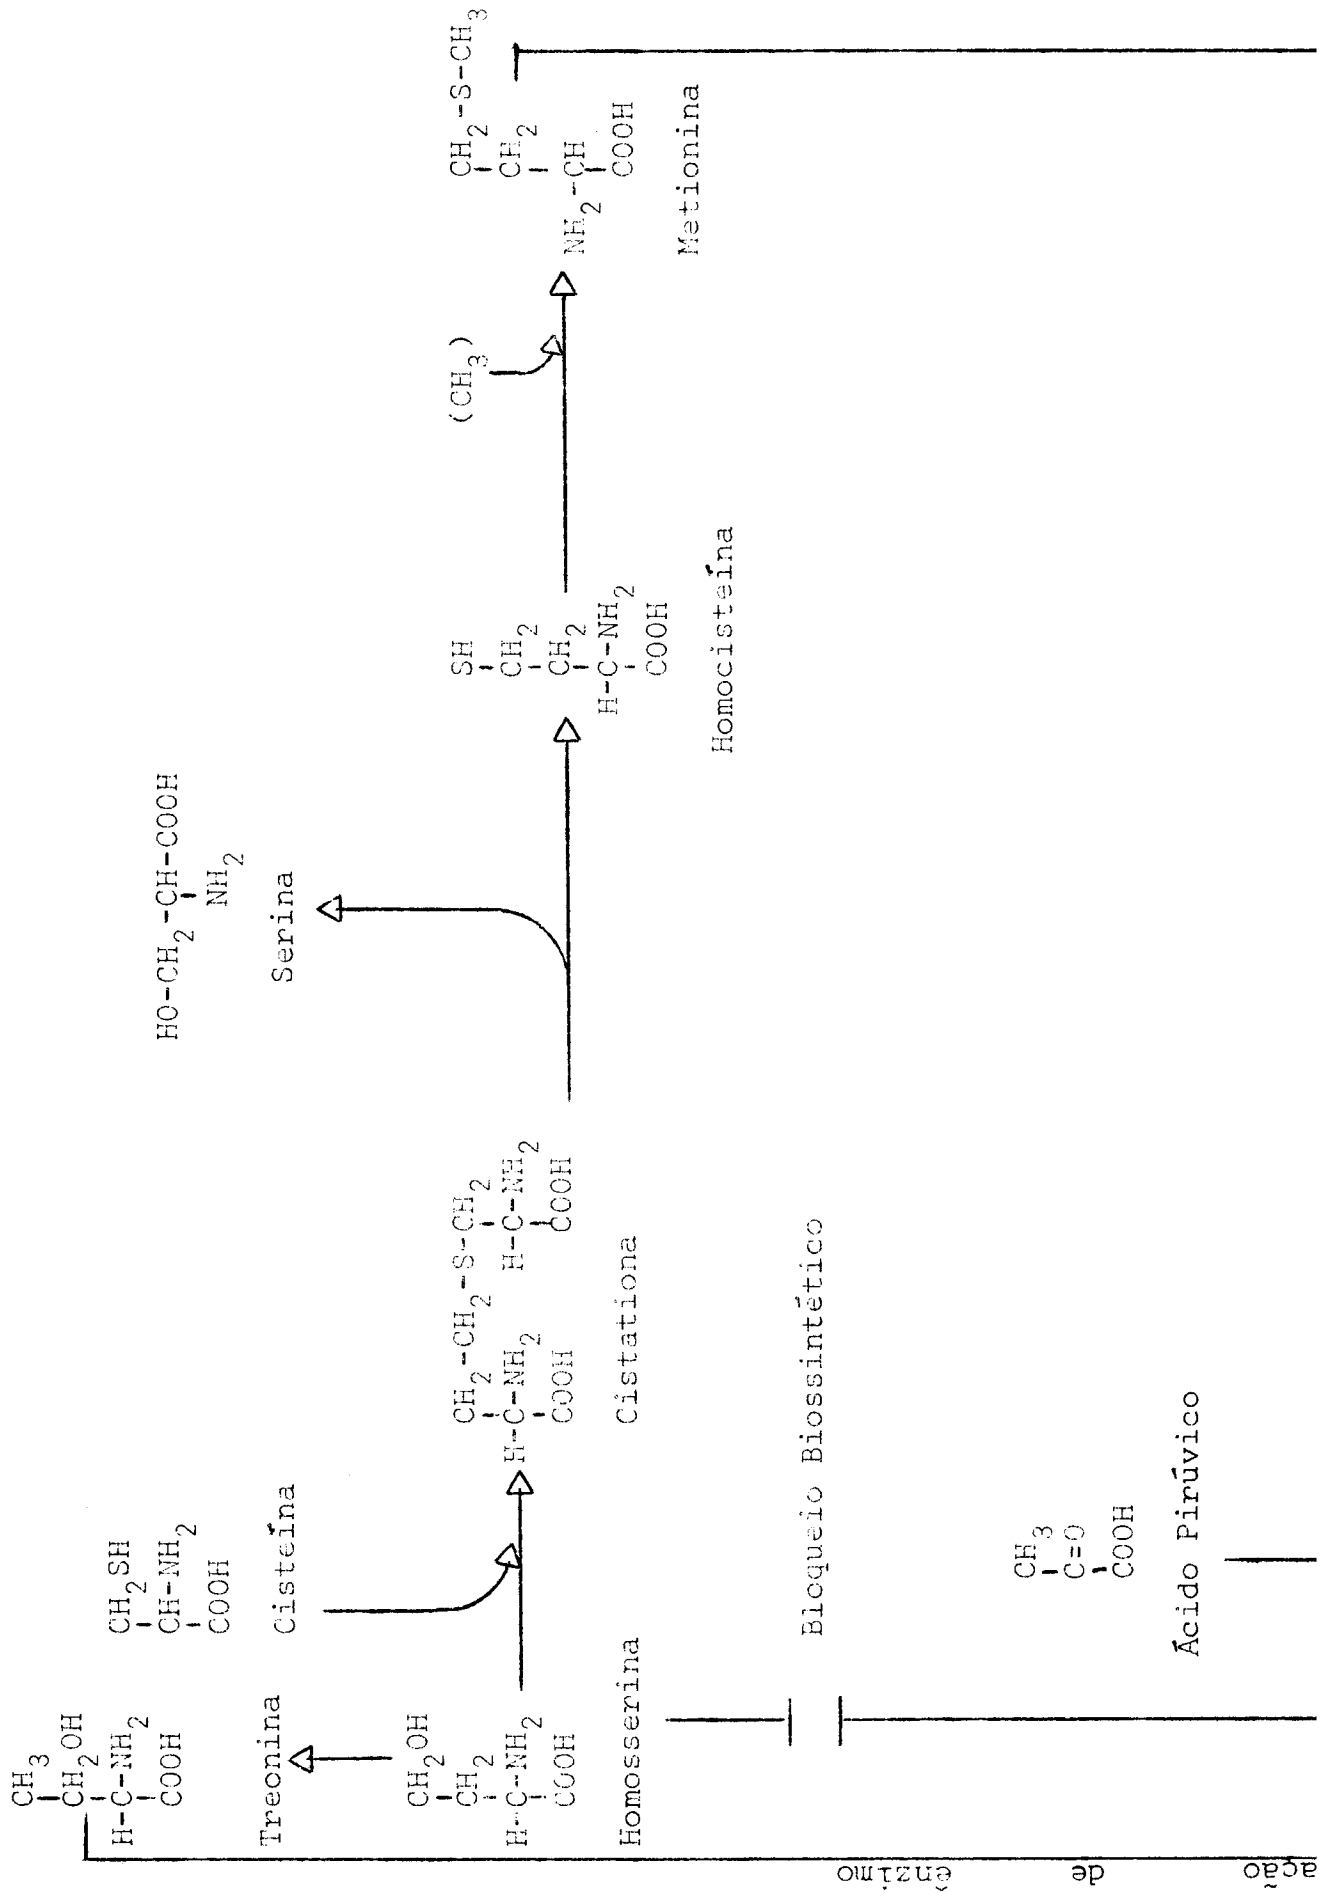 CH3
CH2OH
H-C-NH2
COOH
Treonina
CH2SH
CH-NH2
COOH
Cisteína
CH2OH
CH2
H-C-NH2
COOH
Homosserina
CH2-CH2-S-CH2
H-C-NH2 H-C-NH2
COOH COOH
Cistationa
HO-CH2-CH-COOH
NH2
Serina
SH
CH2
CH2
H-C-NH2
COOH
Homocisteína
(CH3)
CH2-S-CH3
CH2
NH2-CH
COOH
Metionina
Bloqueio Biossintético
CH3
C=O
COOH
Ácido Pirúvico
ação
de
ênzimo